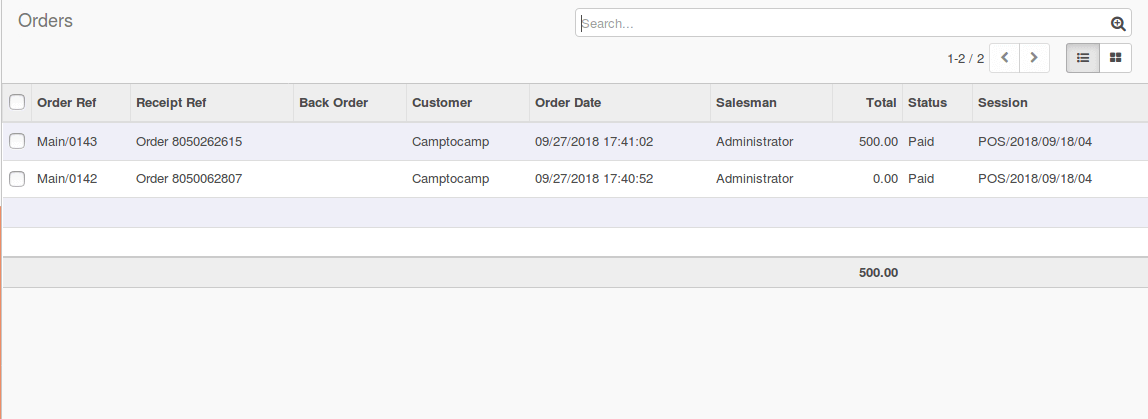 Orders
Search...
1-2 / 2
Order Ref Receipt Ref Back Order Customer Order Date Salesman Total Status Session
Main/0143 Order 8050262615 Camptocamp 09/27/2018 17:41:02 Administrator 500.00 Paid POS/2018/09/18/04
Main/0142 Order 8050062807 Camptocamp 09/27/2018 17:40:52 Administrator 0.00 Paid POS/2018/09/18/04
500.00